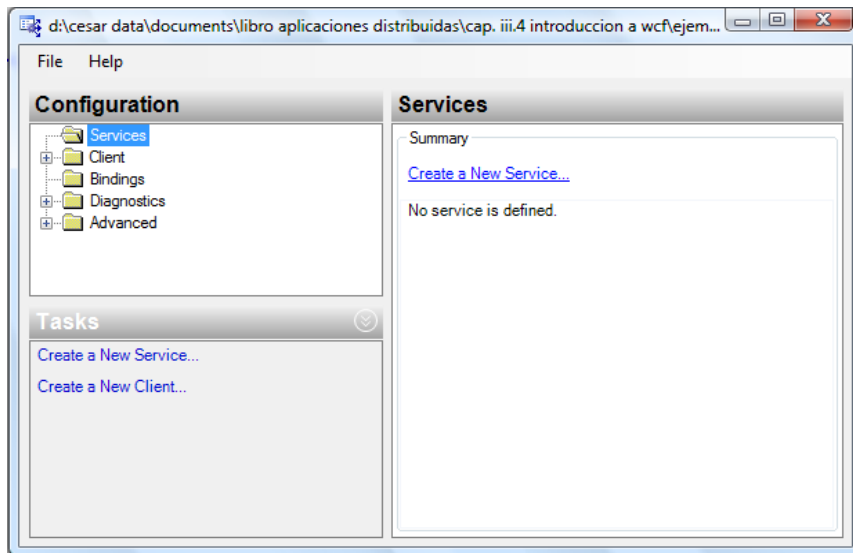 d:\cesar data\documents\libro aplicaciones distribuidas\cap. iii.4 introduccion a wcf\ejem...
File Help
Configuration
Services
Client
Bindings
Diagnostics
Advanced
Tasks
Create a New Service...
Create a New Client...
Services
Summary
Create a New Service...
No service is defined.